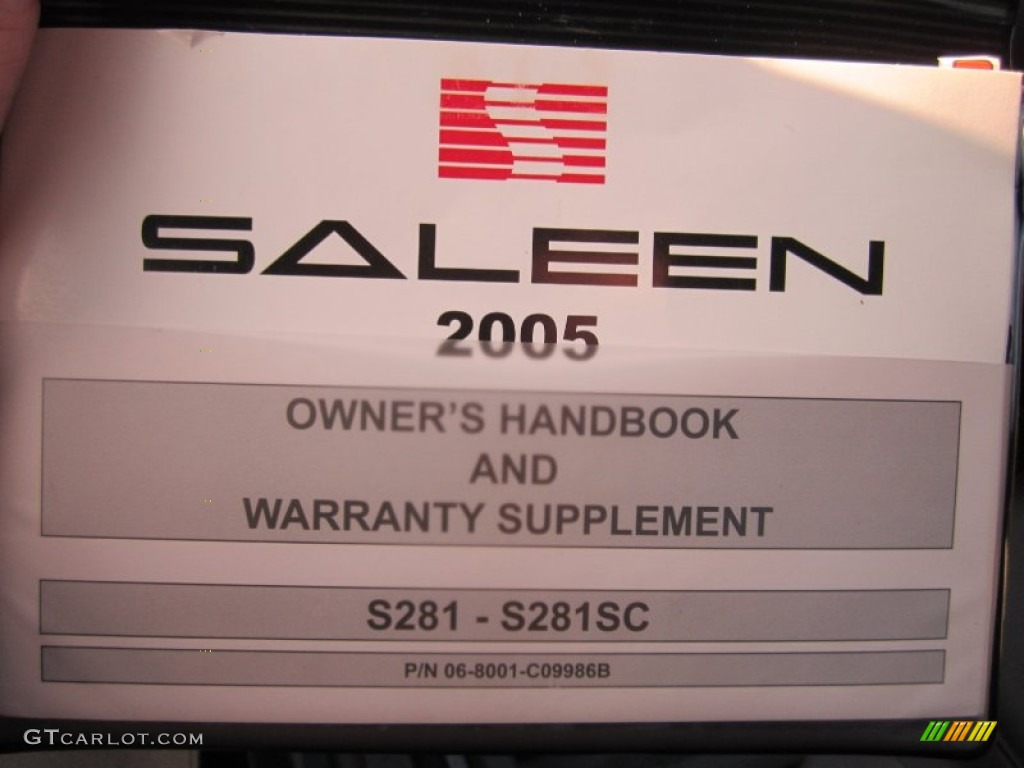 SALEEN
2005
OWNER'S HANDBOOK
AND
WARRANTY SUPPLEMENT
S281 - S281SC
P/N 06-8001-C09986B
GTCARLOT.COM